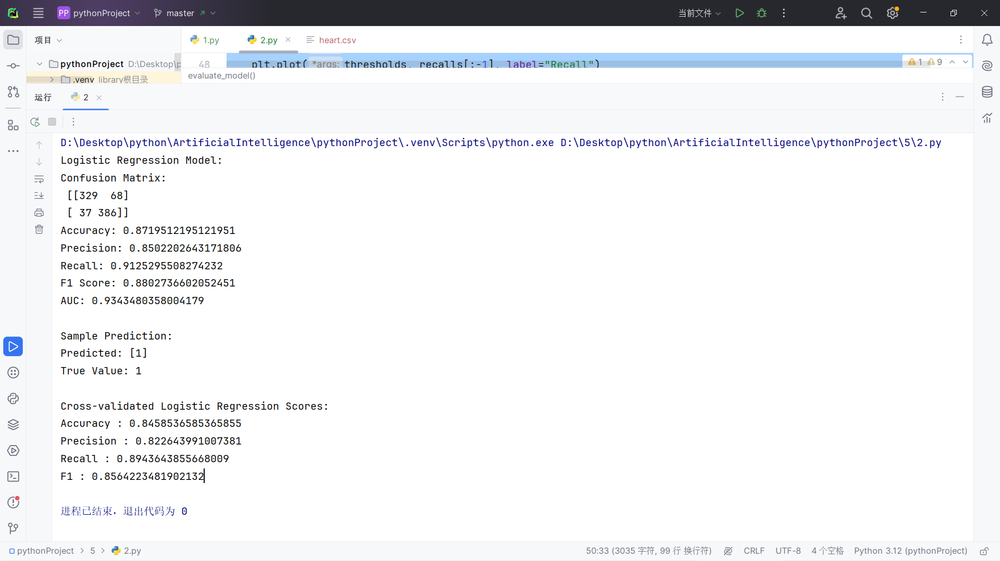 PP pythonProject master 当前文件
项目 1.py 2.py heart.csv
pythonProject D:\Desktop\p
48 plt.plot( *args: thresholds, recalls[:-1], label="Recall") 1 9
.venv library根目录 evaluate_model()
运行 2
D:\Desktop\python\ArtificialIntelligence\pythonProject\.venv\Scripts\python.exe D:\Desktop\python\ArtificialIntelligence\pythonProject\5\2.py
Logistic Regression Model:
Confusion Matrix:
[[329  68]
[ 37 386]]
Accuracy: 0.8719512195121951
Precision: 0.8502202643171806
Recall: 0.9125295508274232
F1 Score: 0.8802736602052451
AUC: 0.9343480358004179
Sample Prediction:
Predicted: [1]
True Value: 1
Cross-validated Logistic Regression Scores:
Accuracy : 0.8458536585365855
Precision : 0.822643991007381
Recall : 0.8943643855668009
F1 : 0.8564223481902132
进程已结束，退出代码为 0
pythonProject > 5 > 2.py 50:33 (3035 字符, 99 行 换行符) CRLF UTF-8 4 个空格 Python 3.12 (pythonProject)